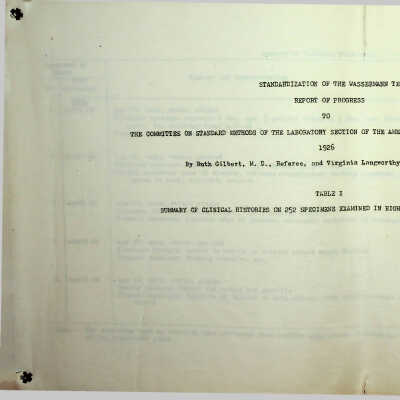 STANDARDIZATION OF THE WASSERMANN TE
REPORT OF PROGRESS
TO
THE COMMITTEE ON STANDARD METHODS OF THE LABORATORY SECTION OF THE AME
1926
By Ruth Gilbert, M. D., Referee, and Virginia Langworthy
TABLE I
SUMMARY OF CLINICAL HISTORIES ON 252 SPECIMENS EXAMINED IN EIGH